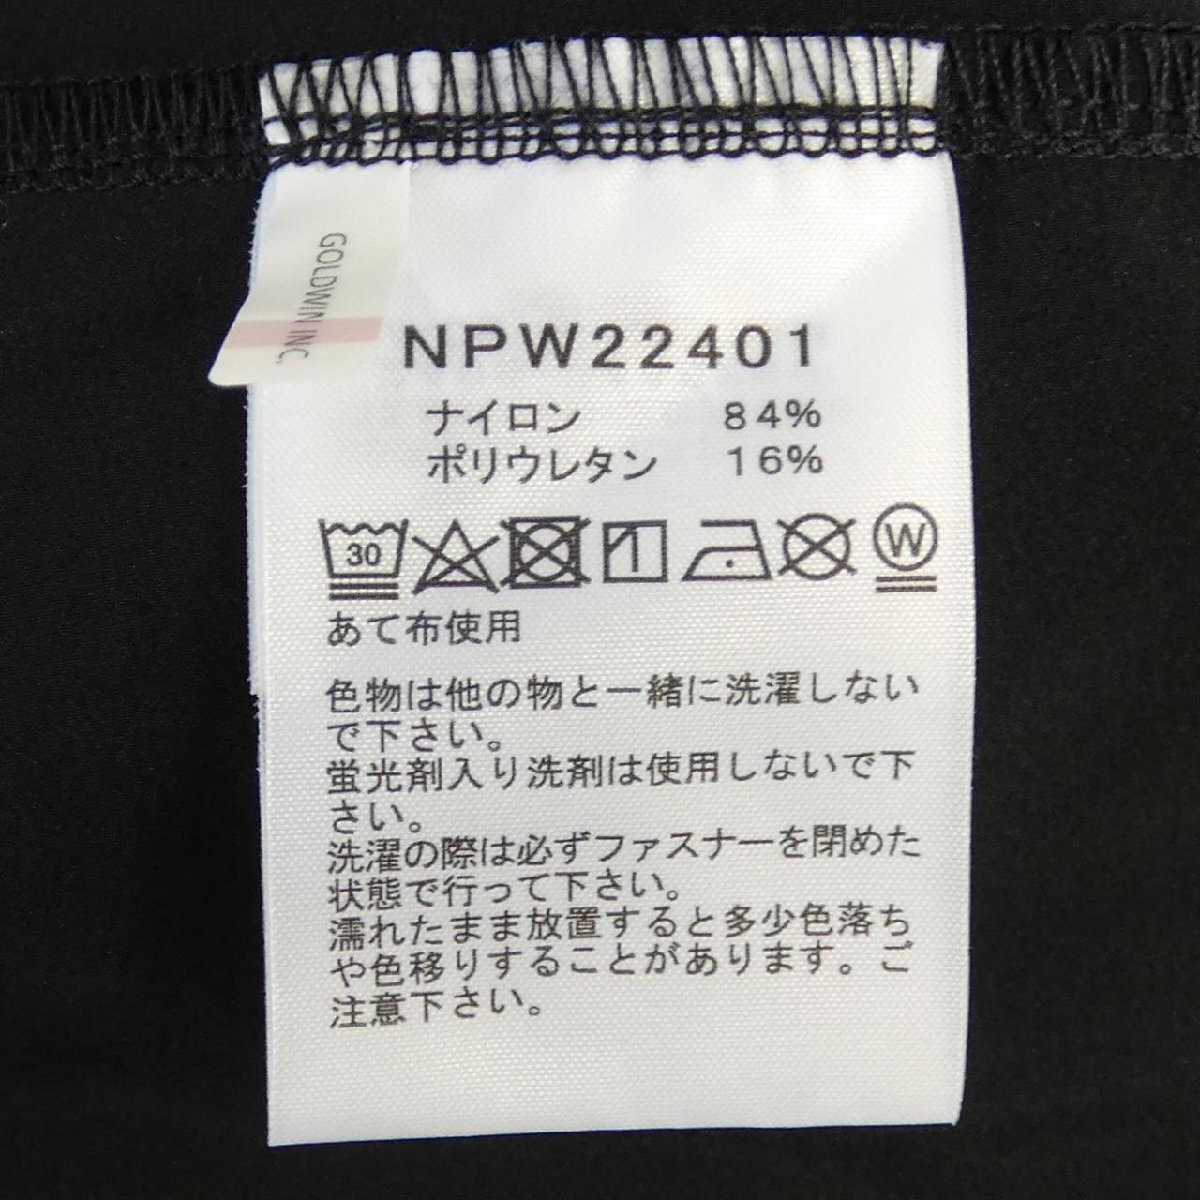 GOLDWIN INC.
NPW22401
ナイロン 84%
ポリウレタン 16%
30 W
あて布使用
色物は他の物と一緒に洗濯しない
で下さい。
蛍光剤入り洗剤は使用しないで下
さい。
洗濯の際は必ずファスナーを閉めた
状態で行って下さい。
濡れたまま放置すると多少色落ち
や色移りすることがあります。ご
注意下さい。